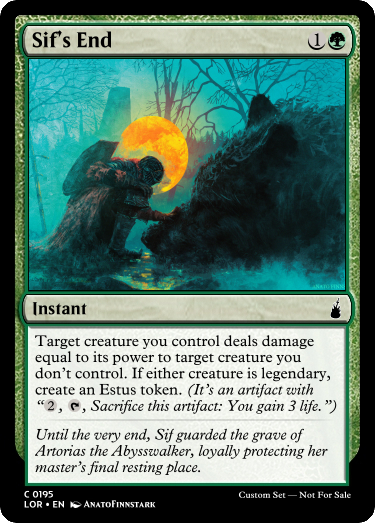 Sif's End
1
Instant
Target creature you control deals damage
equal to its power to target creature you
don't control. If either creature is legendary,
create an Estus token. (It's an artifact with
"2, , Sacrifice this artifact: You gain 3 life.")
Until the very end, Sif guarded the grave of
Artorias the Abysswalker, loyally protecting her
master's final resting place.
C 0195
LOR • EN AnatoFinnstark
Custom Set — Not For Sale